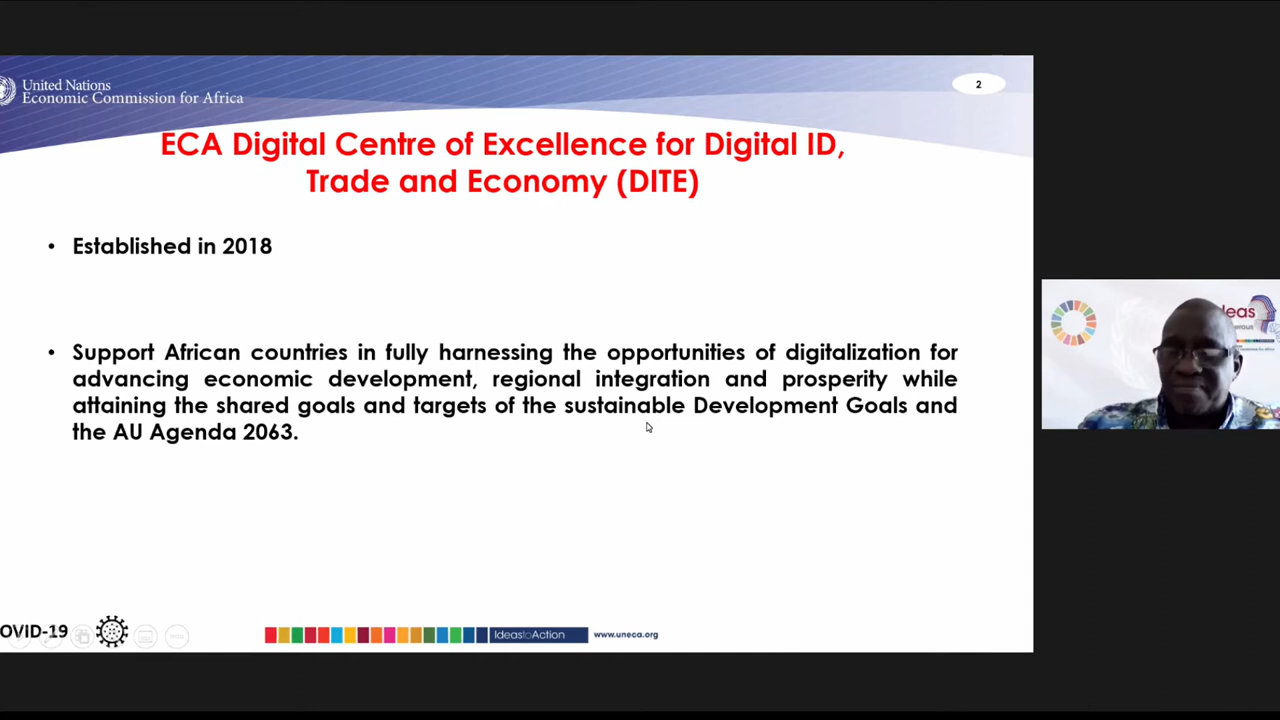 United Nations
Economic Commission for Africa
2
ECA Digital Centre of Excellence for Digital ID,
Trade and Economy (DITE)
• Established in 2018
• Support African countries in fully harnessing the opportunities of digitalization for
advancing economic development, regional integration and prosperity while
attaining the shared goals and targets of the sustainable Development Goals and
the AU Agenda 2063.
deas
OVID-19
IdeastoAction
www.uneca.org